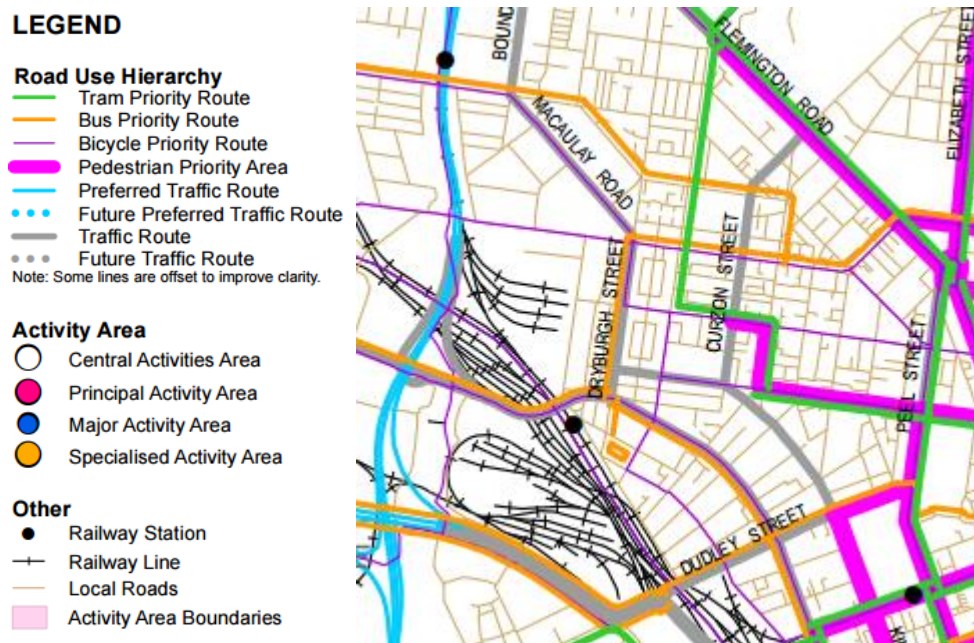 LEGEND
Road Use Hierarchy
Tram Priority Route
Bus Priority Route
Bicycle Priority Route
Pedestrian Priority Area
Preferred Traffic Route
Future Preferred Traffic Route
Traffic Route
Future Traffic Route
Note: Some lines are offset to improve clarity.
Activity Area
Central Activities Area
Principal Activity Area
Major Activity Area
Specialised Activity Area
Other
Railway Station
Railway Line
Local Roads
Activity Area Boundaries
BOUN
MACAULAY ROAD
FLEMINGTON ROAD
ELIZABETH STREET
DRYBURGH STREET
CURZON STREET
PEEL STREET
DUDLEY STREET